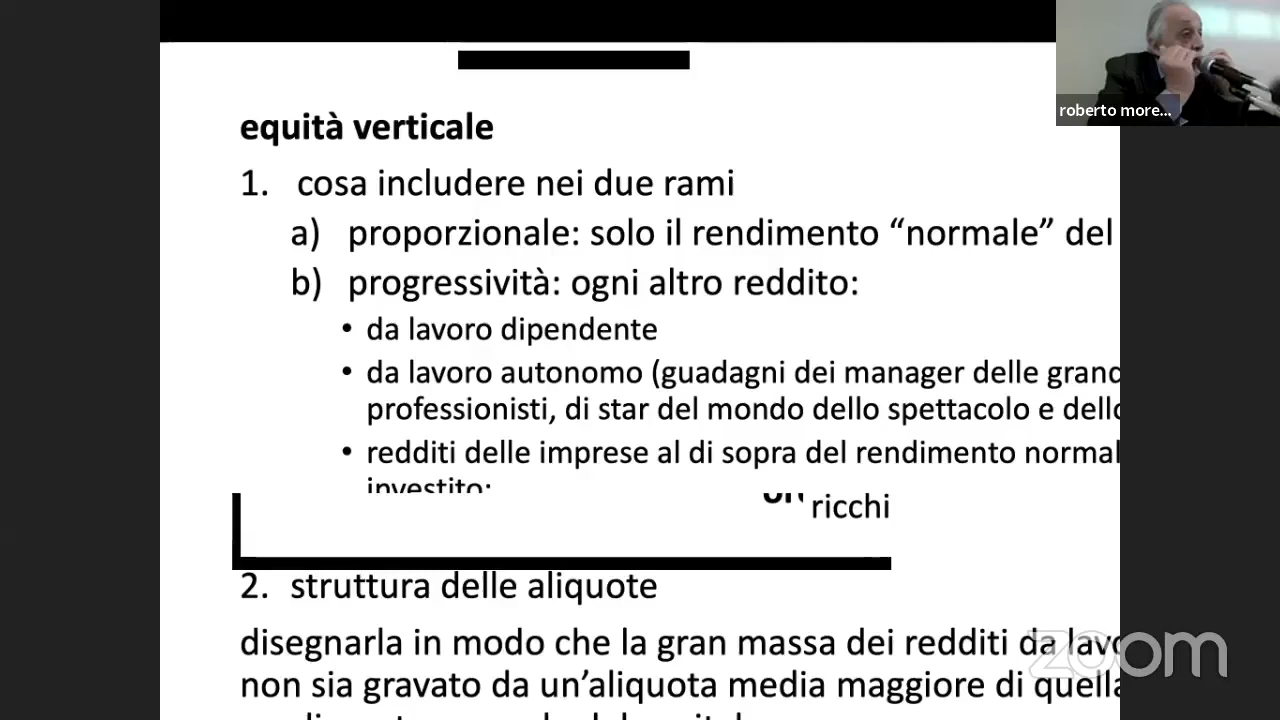 roberto more...
equità verticale
1. cosa includere nei due rami
a) proporzionale: solo il rendimento “normale” del
b) progressività: ogni altro reddito:
• da lavoro dipendente
• da lavoro autonomo (guadagni dei manager delle grand
professionisti, di star del mondo dello spettacolo e dello
• redditi delle imprese al di sopra del rendimento normal
investito;
ricchi
2. struttura delle aliquote
disegnarla in modo che la gran massa dei redditi da lavo
non sia gravato da un’aliquota media maggiore di quella
zoom